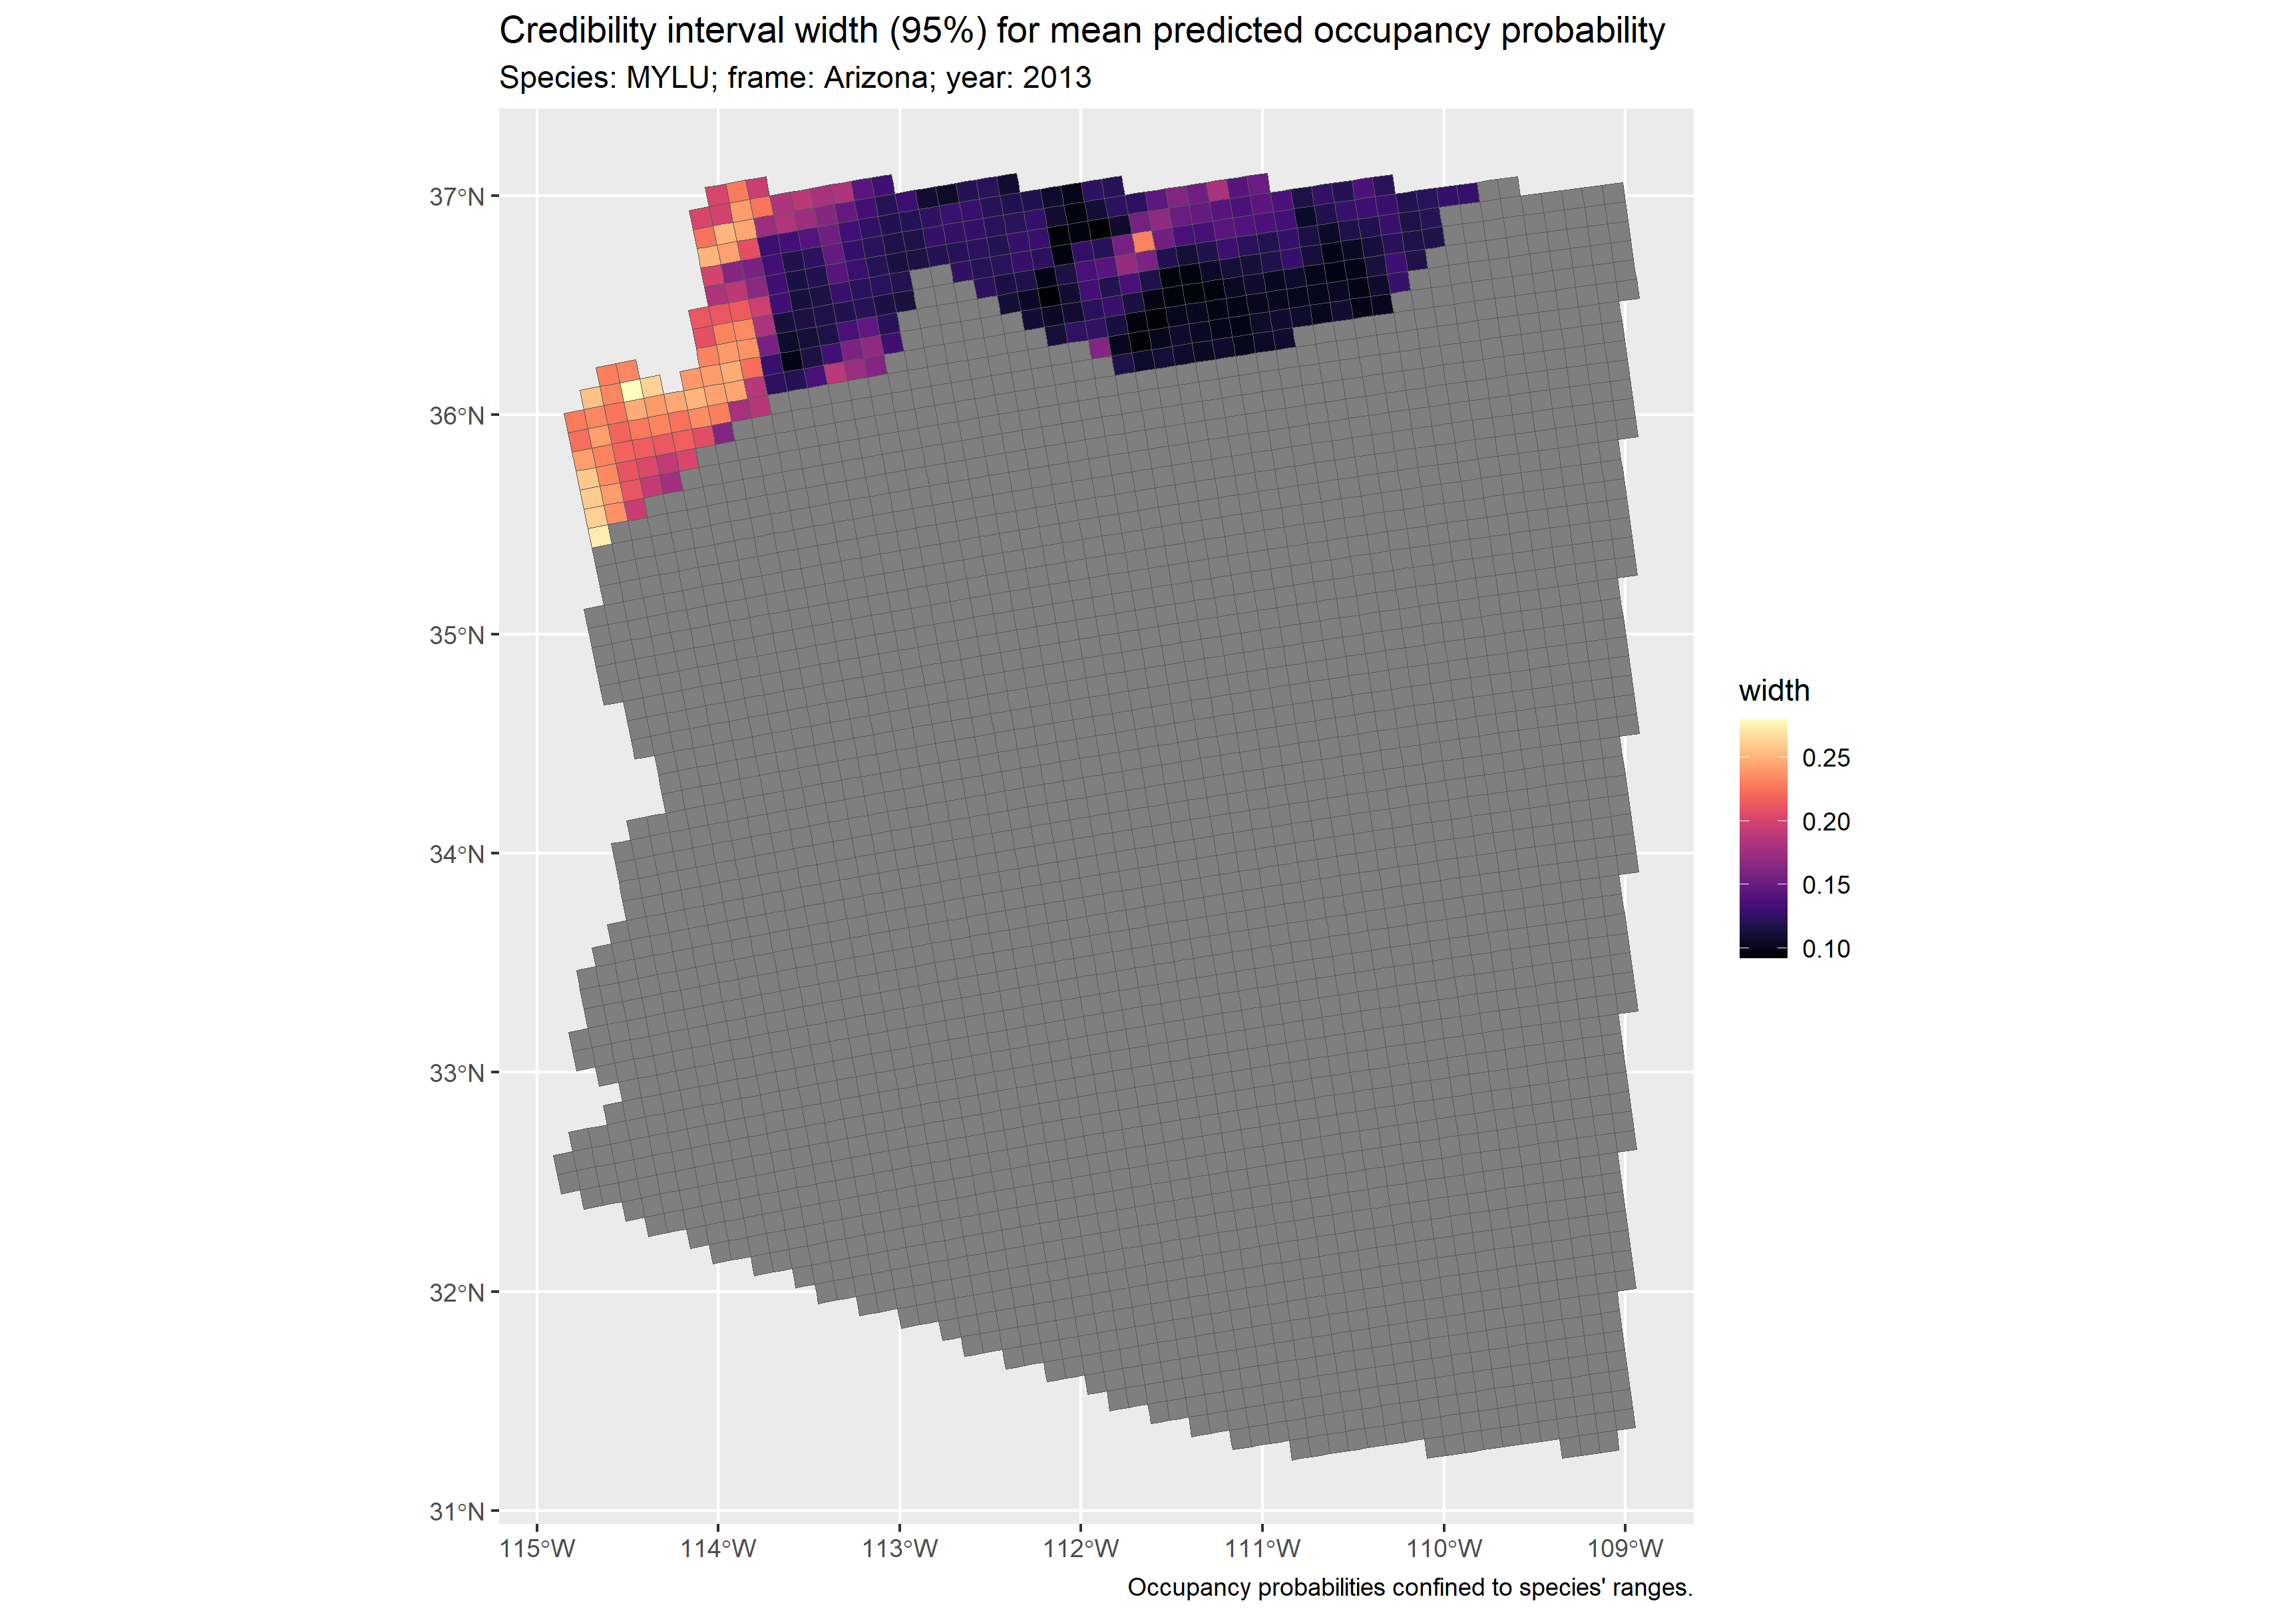 Credibility interval width (95%) for mean predicted occupancy probability
Species: MYLU; frame: Arizona; year: 2013
37°N
36°N
35°N
34°N
33°N
32°N
31°N
115°W
114°W
113°W
112°W
111°W
110°W
109°W
width
0.25
0.20
0.15
0.10
Occupancy probabilities confined to species' ranges.